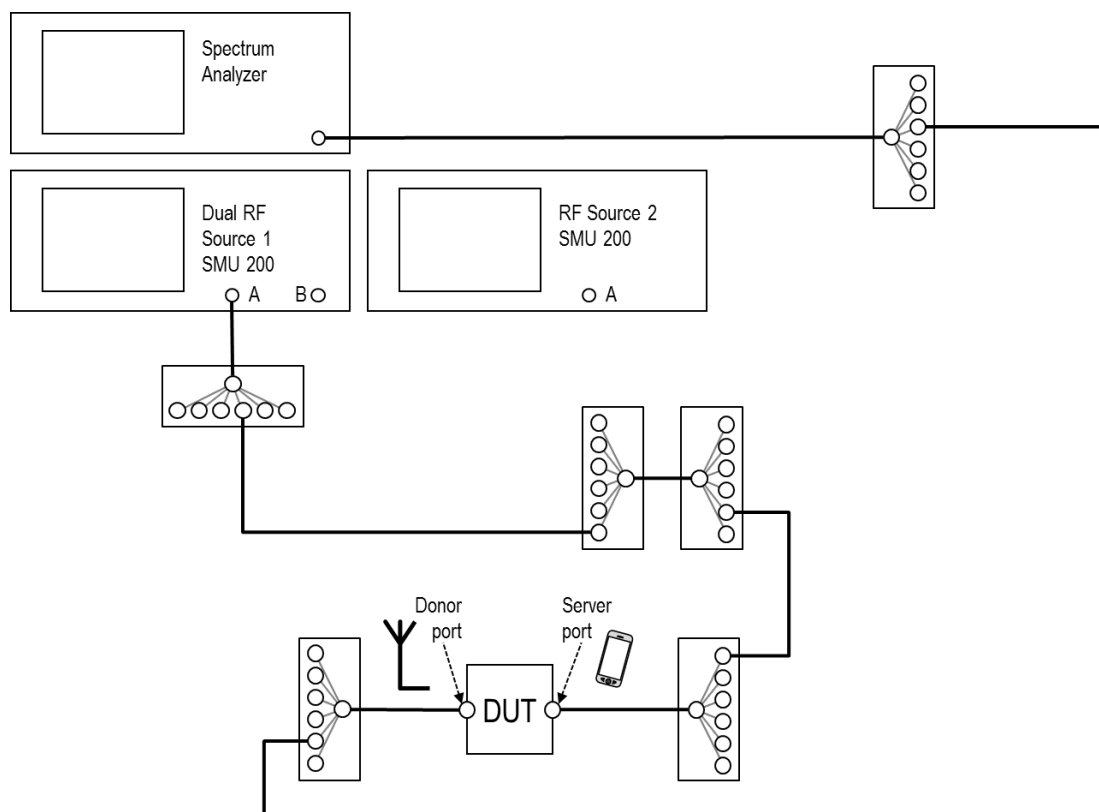 Spectrum
Analyzer
Dual RF
Source 1
SMU 200
A
B
RF Source 2
SMU 200
A
Donor
port
Server
port
DUT